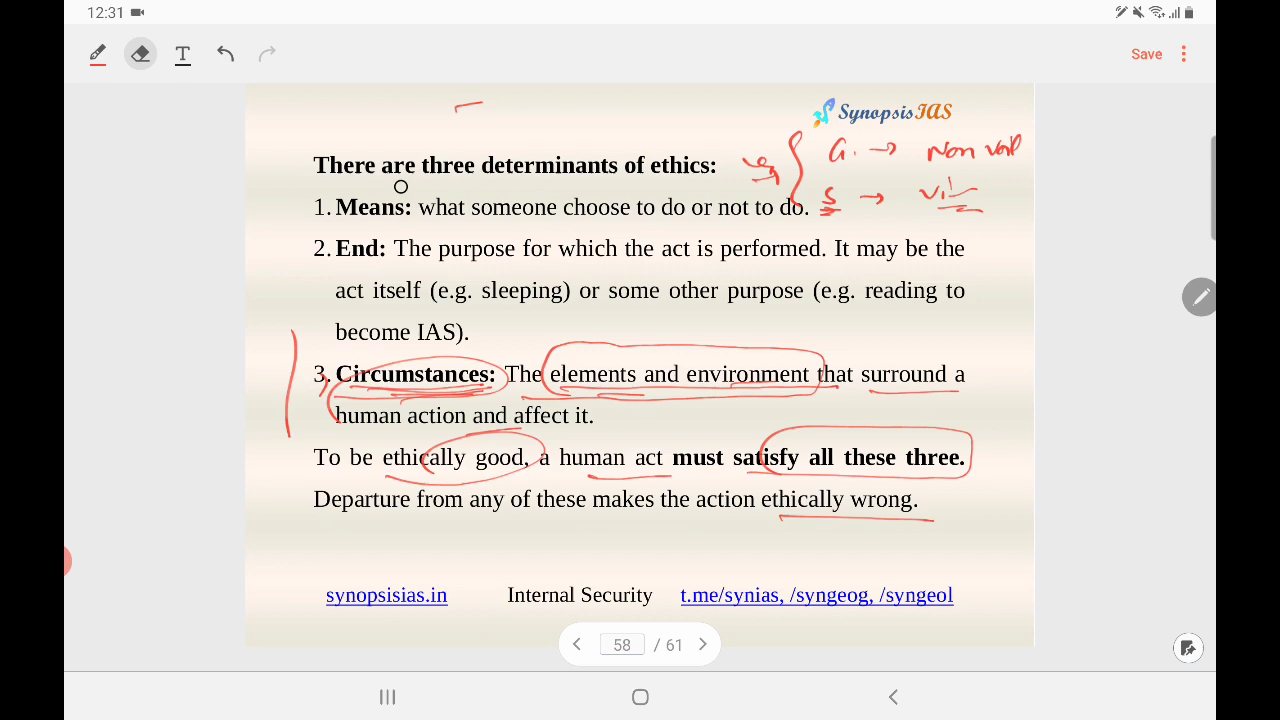 12:31
T
Save
SynopsisIAS
There are three determinants of ethics:
G. → Non
1. Means: what someone choose to do or not to do.
S →
2. End: The purpose for which the act is performed. It may be the
act itself (e.g. sleeping) or some other purpose (e.g. reading to
become IAS).
3. Circumstances: The elements and environment that surround a
human action and affect it.
To be ethically good, a human act must satisfy all these three.
Departure from any of these makes the action ethically wrong.
synopsisias.in Internal Security t.me/synias, /syngeog, /syngeol
58 / 61